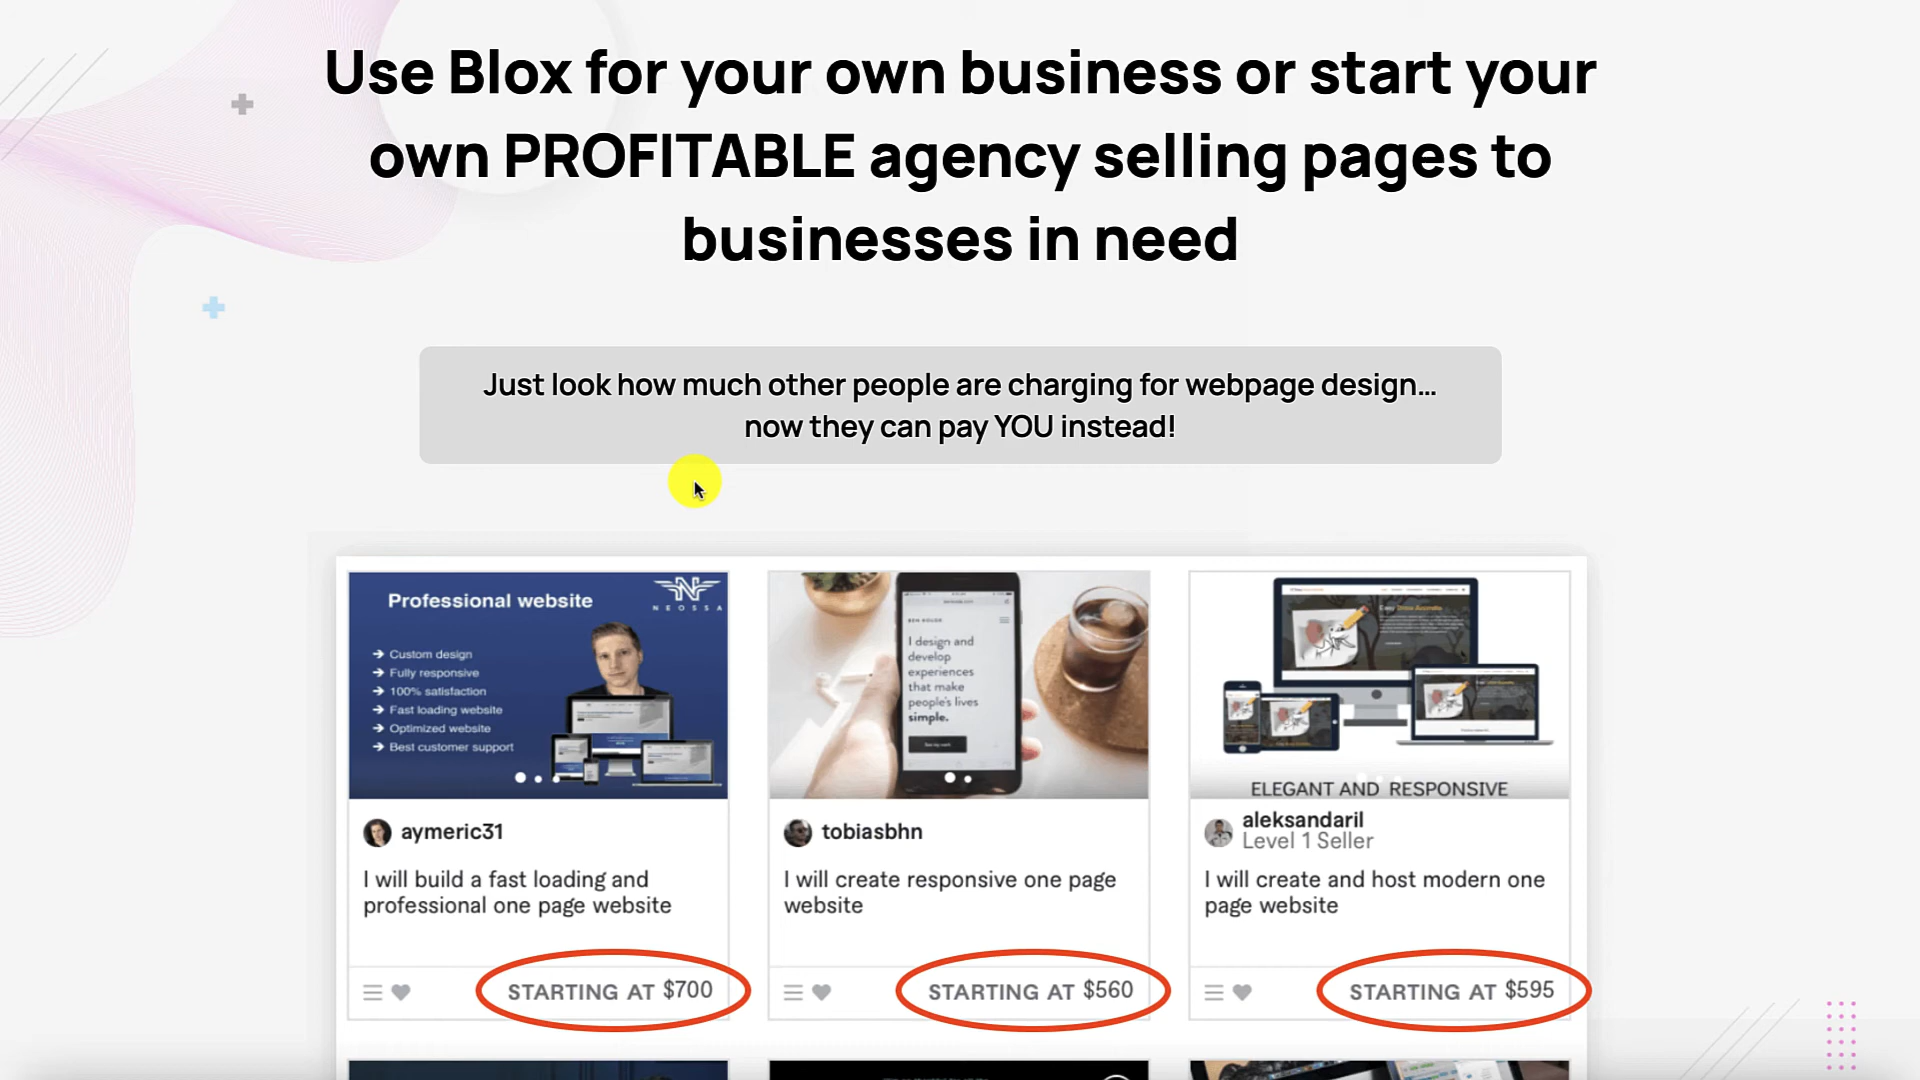 Use Blox for your own business or start your
own PROFITABLE agency selling pages to
businesses in need
Just look how much other people are charging for webpage design...
now they can pay YOU instead!
Professional website
NEOSSA
→ Custom design
→ Fully responsive
→ 100% satisfaction
→ Fast loading website
→ Optimized website
→ Best customer support
aymeric31
I will build a fast loading and
professional one page website
STARTING AT $700
I design and
develop
experiences
that make
people's lives
simple.
tobiasbhn
I will create responsive one page
website
STARTING AT $560
ELEGANT AND RESPONSIVE
aleksandaril
Level 1 Seller
I will create and host modern one
page website
STARTING AT $595